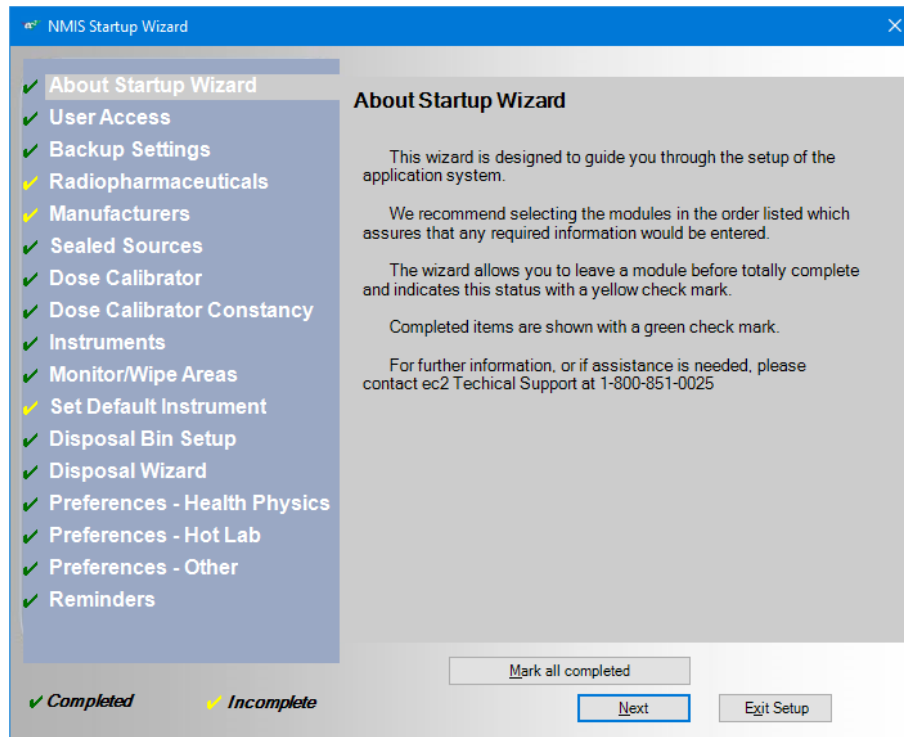 NMIS Startup Wizard
About Startup Wizard
User Access
Backup Settings
Radiopharmaceuticals
Manufacturers
Sealed Sources
Dose Calibrator
Dose Calibrator Constancy
Instruments
Monitor/Wipe Areas
Set Default Instrument
Disposal Bin Setup
Disposal Wizard
Preferences - Health Physics
Preferences - Hot Lab
Preferences - Other
Reminders
Completed
Incomplete
About Startup Wizard
This wizard is designed to guide you through the setup of the
application system.
We recommend selecting the modules in the order listed which
assures that any required information would be entered.
The wizard allows you to leave a module before totally complete
and indicates this status with a yellow check mark.
Completed items are shown with a green check mark.
For further information, or if assistance is needed, please
contact ec2 Techical Support at 1-800-851-0025
Mark all completed
Next
Exit Setup